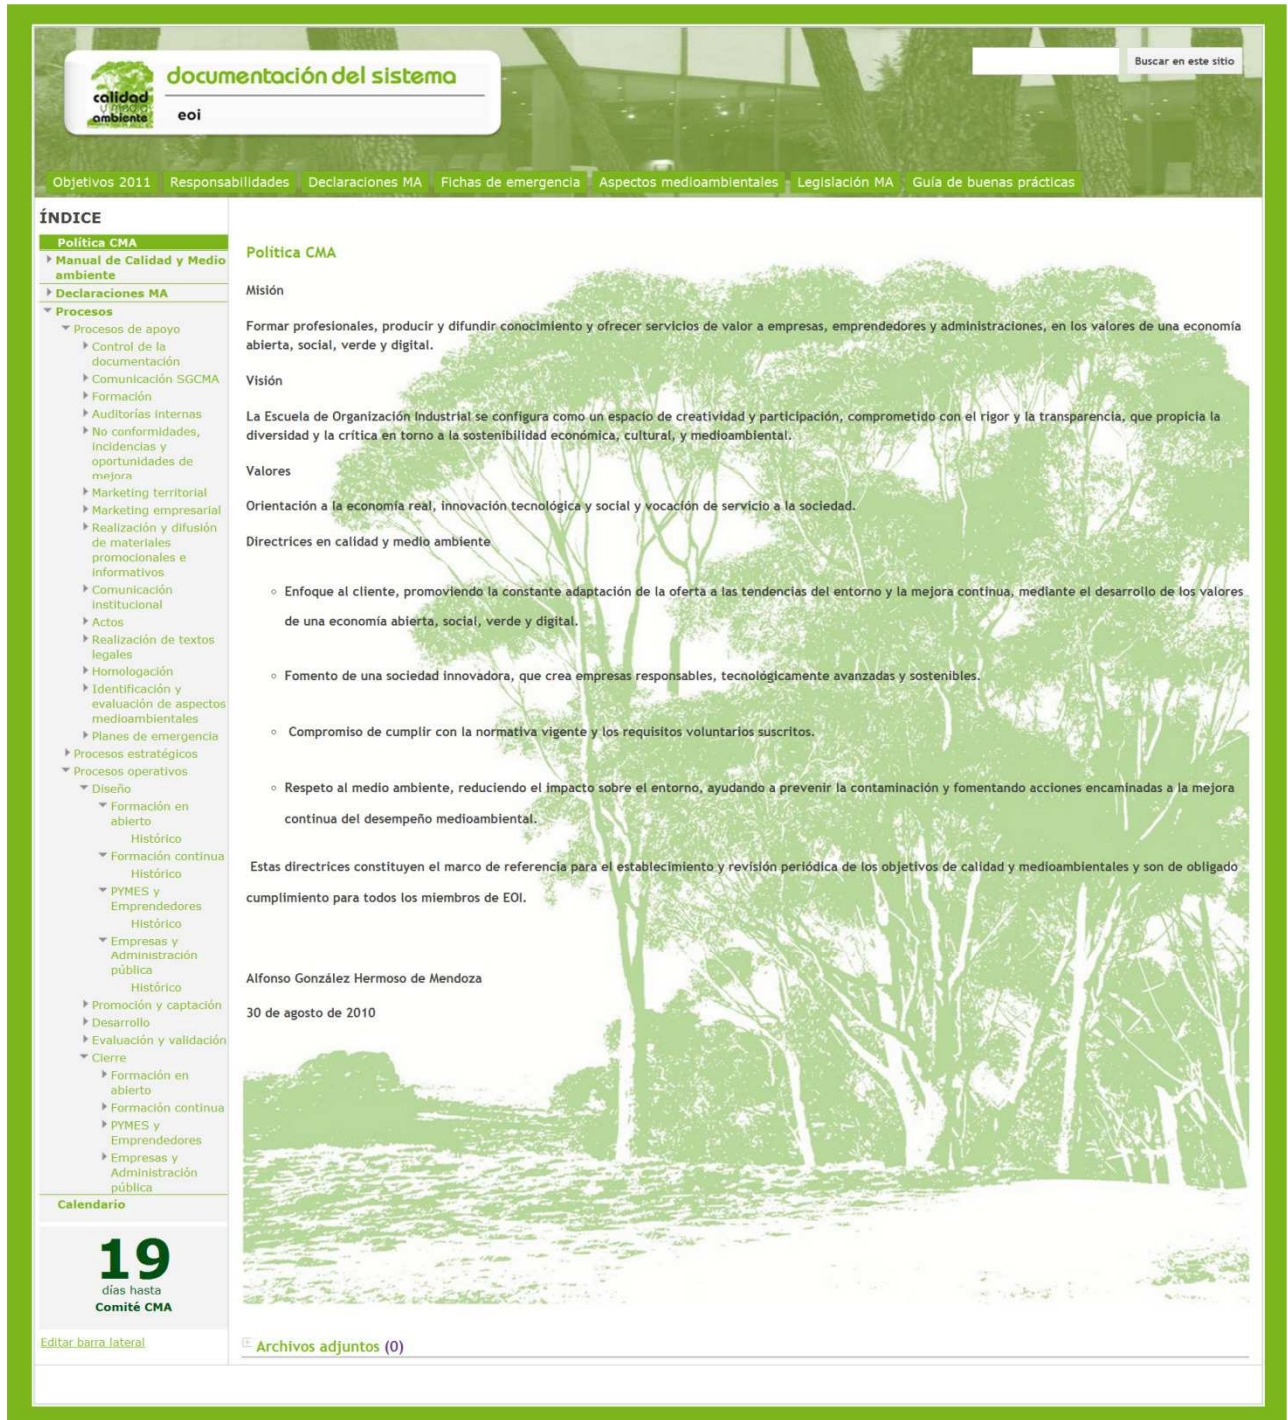 documentación del sistema
calidad
y medio
ambiente
eoi
Buscar en este sitio
Objetivos 2011
Responsabilidades
Declaraciones MA
Fichas de emergencia
Aspectos medioambientales
Legislación MA
Guía de buenas prácticas
ÍNDICE
Política CMA
Manual de Calidad y Medio
ambiente
Declaraciones MA
Procesos
Procesos de apoyo
Control de la
documentación
Comunicación SGCMA
Formación
Auditorías internas
No conformidades,
incidencias y
oportunidades de
mejora
Marketing territorial
Marketing empresarial
Realización y difusión
de materiales
promocionales e
informativos
Comunicación
institucional
Actos
Realización de textos
legales
Homologación
Identificación y
evaluación de aspectos
medioambientales
Planes de emergencia
Procesos estratégicos
Procesos operativos
Diseño
Formación en
abierto
Histórico
Formación continua
Histórico
PYMES y
Emprendedores
Histórico
Empresas y
Administración
pública
Histórico
Promoción y captación
Desarrollo
Evaluación y validación
Cierre
Formación en
abierto
Formación continua
PYMES y
Emprendedores
Empresas y
Administración
pública
Calendario
19
días hasta
Comité CMA
Editar barra lateral
Política CMA
Misión
Formar profesionales, producir y difundir conocimiento y ofrecer servicios de valor a empresas, emprendedores y administraciones, en los valores de una economía
abierta, social, verde y digital.
Visión
La Escuela de Organización Industrial se configura como un espacio de creatividad y participación, comprometido con el rigor y la transparencia, que propicia la
diversidad y la crítica en torno a la sostenibilidad económica, cultural, y medioambiental.
Valores
Orientación a la economía real, innovación tecnológica y social y vocación de servicio a la sociedad.
Directrices en calidad y medio ambiente
Enfoque al cliente, promoviendo la constante adaptación de la oferta a las tendencias del entorno y la mejora continua, mediante el desarrollo de los valores
de una economía abierta, social, verde y digital.
Fomento de una sociedad innovadora, que crea empresas responsables, tecnológicamente avanzadas y sostenibles.
Compromiso de cumplir con la normativa vigente y los requisitos voluntarios suscritos.
Respeto al medio ambiente, reduciendo el impacto sobre el entorno, ayudando a prevenir la contaminación y fomentando acciones encaminadas a la mejora
continua del desempeño medioambiental.
Estas directrices constituyen el marco de referencia para el establecimiento y revisión periódica de los objetivos de calidad y medioambientales y son de obligado
cumplimiento para todos los miembros de EOI.
Alfonso González Hermoso de Mendoza
30 de agosto de 2010
Archivos adjuntos (0)